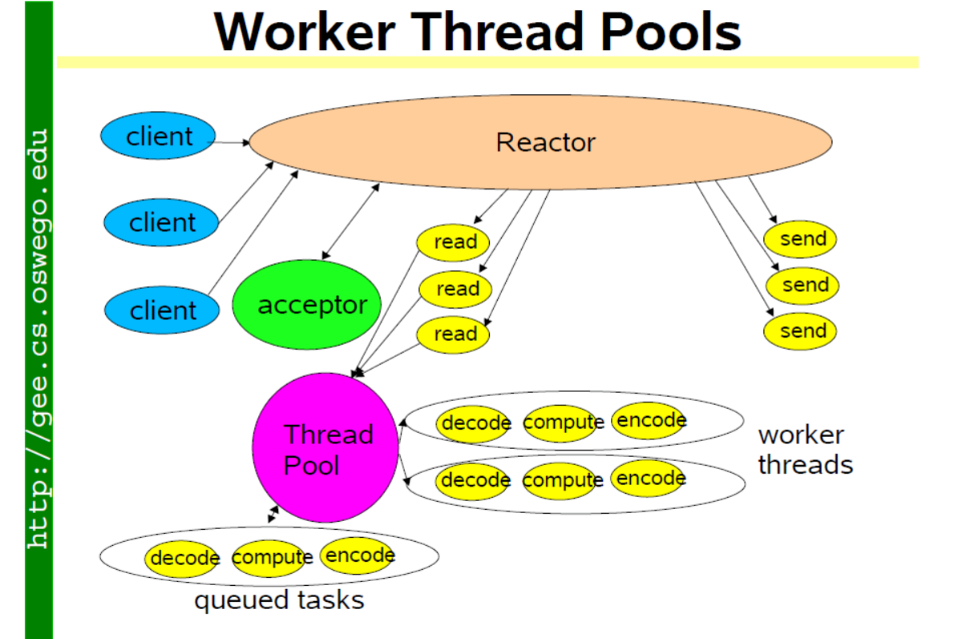 Worker Thread Pools
http://gee.cs.oswego.edu
client
Reactor
client
client
acceptor
read
read
read
send
send
send
Thread
Pool
decode compute encode
decode compute encode
worker
threads
decode compute encode
queued tasks